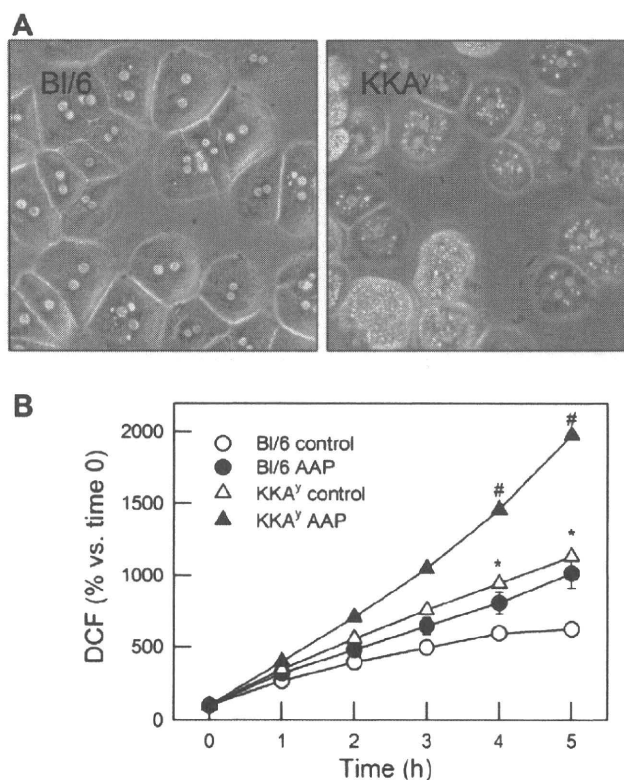 A
Bl/6
KKAʸ
B
DCF (% vs. time 0)
2000
1500
1000
500
0
Bl/6 control
Bl/6 AAP
KKAʸ control
KKAʸ AAP
#
#
*
*
0 1 2 3 4 5
Time (h)